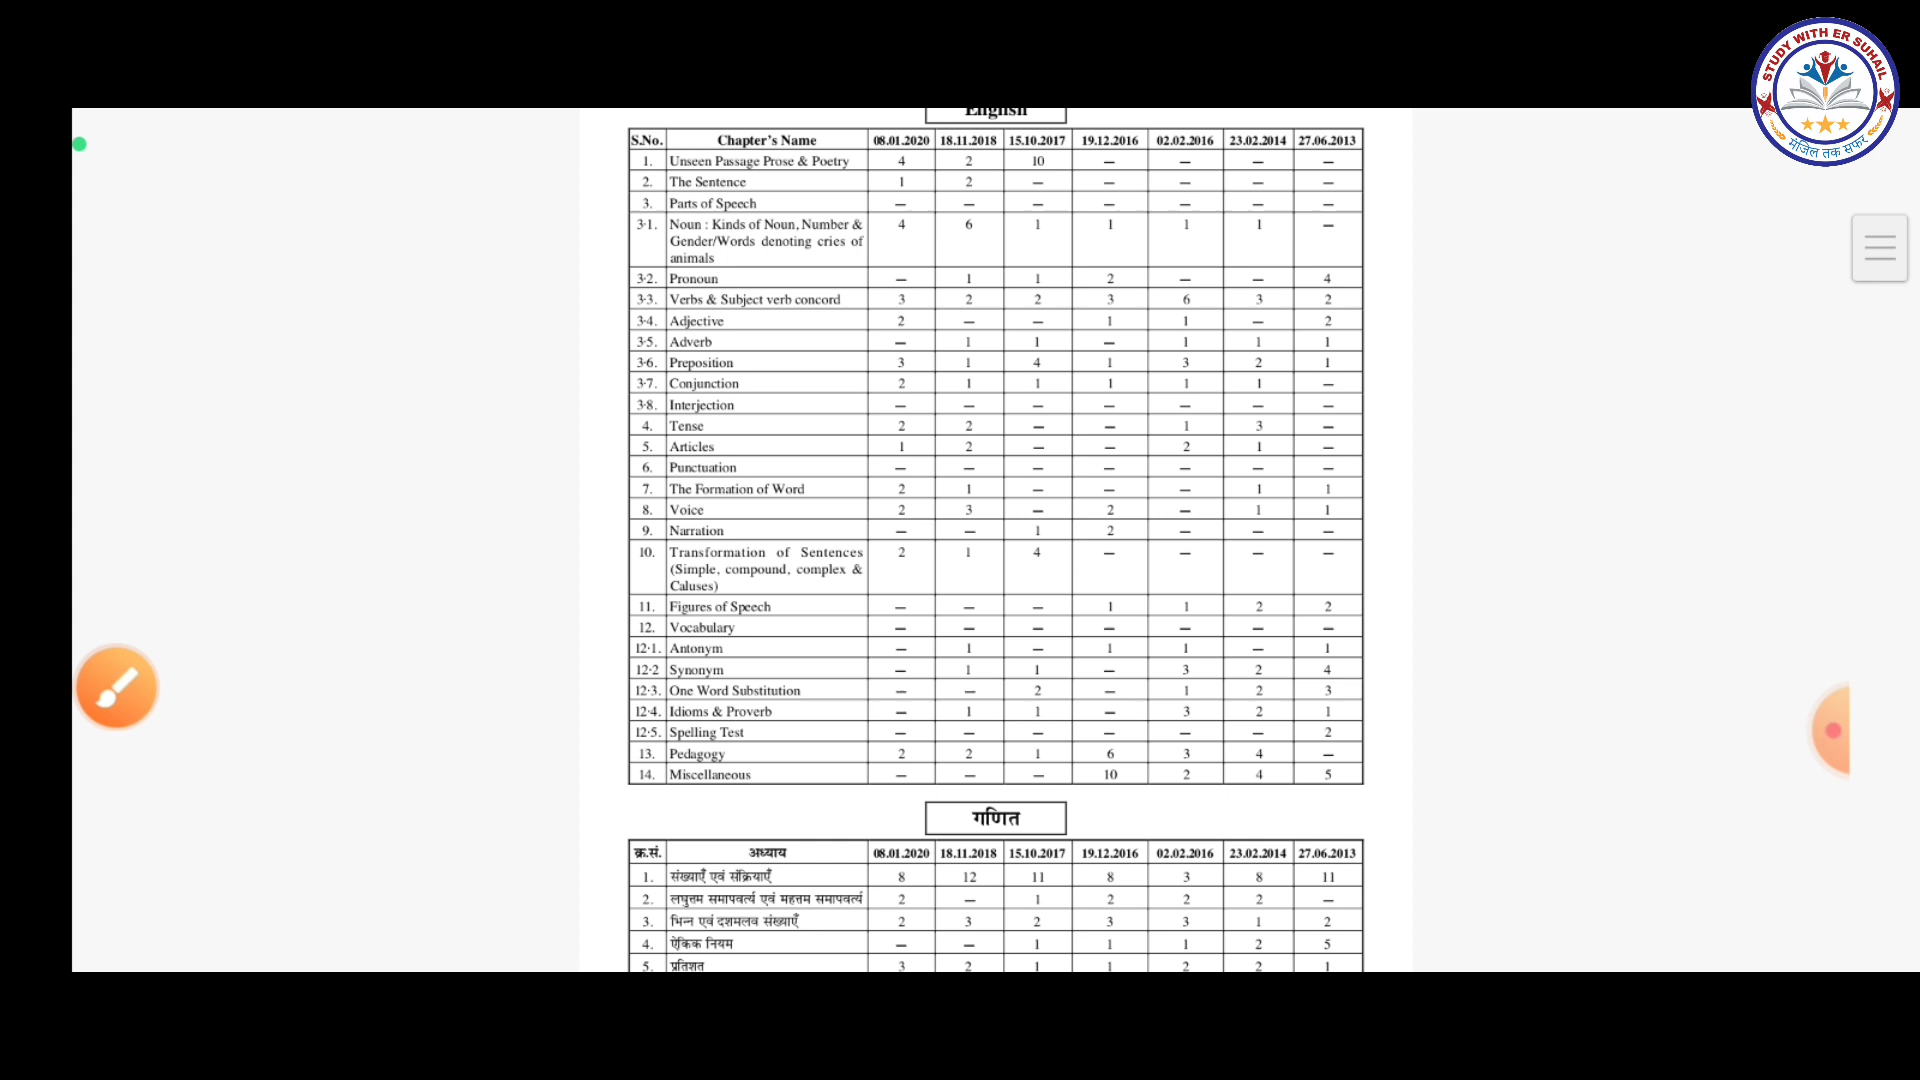 STUDY WITH ER SUHAIL
मंजिल तक सफर
English
S.No. Chapter's Name 08.01.2020 18.11.2018 15.10.2017 19.12.2016 02.02.2016 23.02.2014 27.06.2013
1. Unseen Passage Prose & Poetry 4 2 10 — — — —
2. The Sentence 1 2 — — — — —
3. Parts of Speech — — — — — — —
3·1. Noun : Kinds of Noun, Number & 4 6 1 1 1 1 —
Gender/Words denoting cries of
animals
3·2. Pronoun — 1 1 2 — — 4
3·3. Verbs & Subject verb concord 3 2 2 3 6 3 2
3·4. Adjective 2 — — 1 1 — 2
3·5. Adverb — 1 1 — 1 1 1
3·6. Preposition 3 1 4 1 3 2 1
3·7. Conjunction 2 1 1 1 1 1 —
3·8. Interjection — — — — — — —
4. Tense 2 2 — — 1 3 —
5. Articles 1 2 — — 2 1 —
6. Punctuation — — — — — — —
7. The Formation of Word 2 1 — — — 1 1
8. Voice 2 3 — 2 — 1 1
9. Narration — — 1 2 — — —
10. Transformation of Sentences 2 1 4 — — — —
(Simple, compound, complex &
Caluses)
11. Figures of Speech — — — 1 1 2 2
12. Vocabulary — — — — — — —
12·1. Antonym — 1 — 1 1 — 1
12·2 Synonym — 1 1 — 3 2 4
12·3. One Word Substitution — — 2 — 1 2 3
12·4. Idioms & Proverb — 1 1 — 3 2 1
12·5. Spelling Test — — — — — — 2
13. Pedagogy 2 2 1 6 3 4 —
14. Miscellaneous — — — 10 2 4 5
गणित
क्र.सं. अध्याय 08.01.2020 18.11.2018 15.10.2017 19.12.2016 02.02.2016 23.02.2014 27.06.2013
1. संख्याएँ एवं संक्रियाएँ 8 12 11 8 3 8 11
2. लघुत्तम समापवर्त्य एवं महत्तम समापवर्त्य 2 — 1 2 2 2 —
3. भिन्न एवं दशमलव संख्याएँ 2 3 2 3 3 1 2
4. ऐकिक नियम — — 1 1 1 2 5
5. प्रतिशत 3 2 1 1 2 2 1